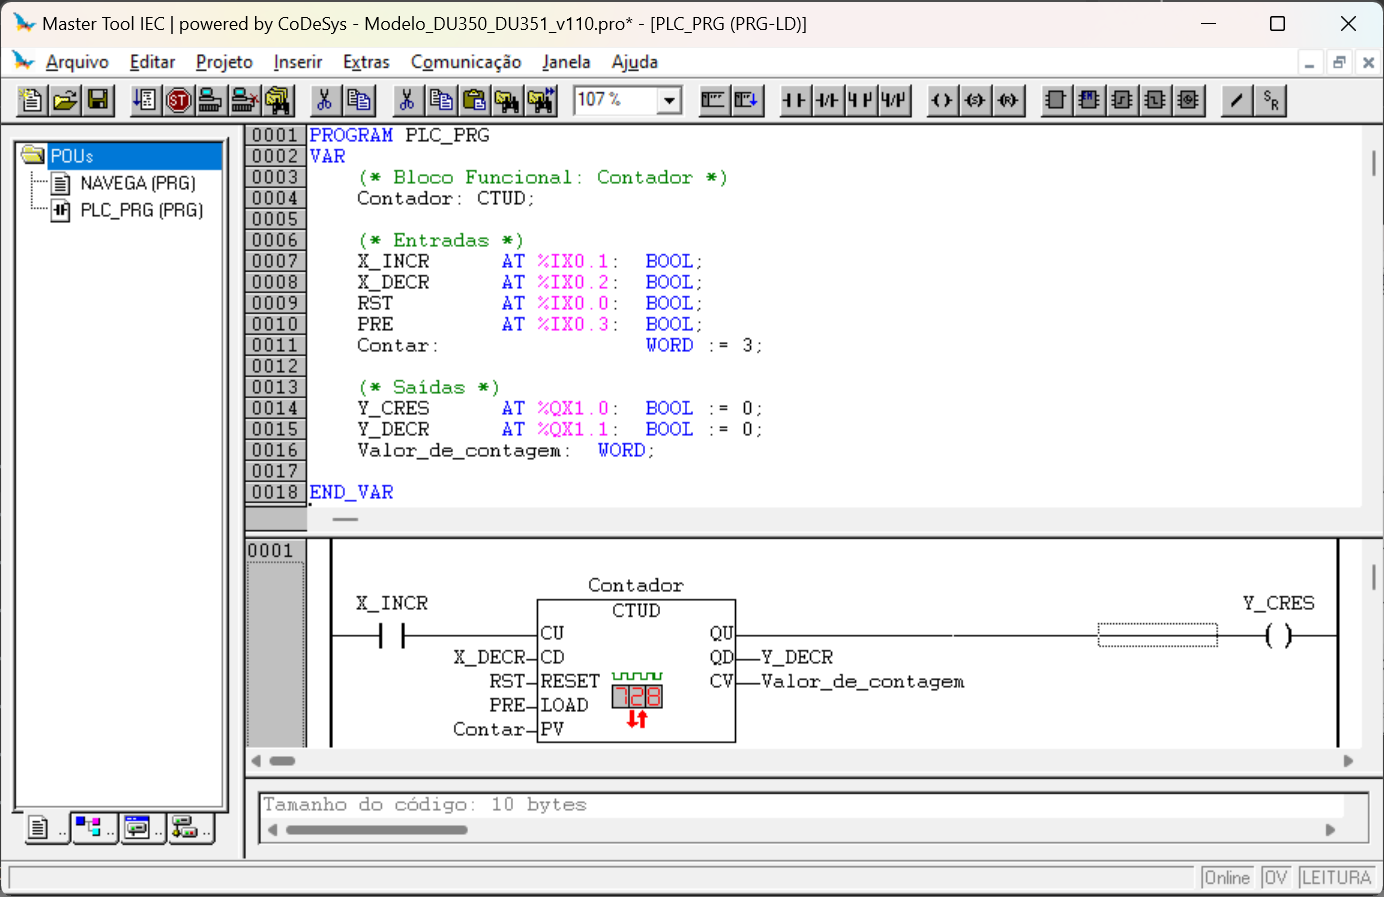 Master Tool IEC | powered by CoDeSys - Modelo_DU350_DU351_v110.pro* - [PLC_PRG (PRG-LD)]
Arquivo Editar Projeto Inserir Extras Comunicação Janela Ajuda
ST 107 % (S) (R) S R
POUs
NAVEGA (PRG)
PLC_PRG (PRG)
0001 PROGRAM PLC_PRG
0002 VAR
0003 (* Bloco Funcional: Contador *)
0004 Contador: CTUD;
0005
0006 (* Entradas *)
0007 X_INCR AT %IX0.1: BOOL;
0008 X_DECR AT %IX0.2: BOOL;
0009 RST AT %IX0.0: BOOL;
0010 PRE AT %IX0.3: BOOL;
0011 Contar: WORD := 3;
0012
0013 (* Saídas *)
0014 Y_CRES AT %QX1.0: BOOL := 0;
0015 Y_DECR AT %QX1.1: BOOL := 0;
0016 Valor_de_contagem: WORD;
0017
0018 END_VAR
0001
Contador
X_INCR CTUD Y_CRES
CU QU
X_DECR CD QD Y_DECR
RST RESET CV Valor_de_contagem
728
PRE LOAD
Contar PV
Tamanho do código: 10 bytes
.. .. .. ..
Online OV LEITURA